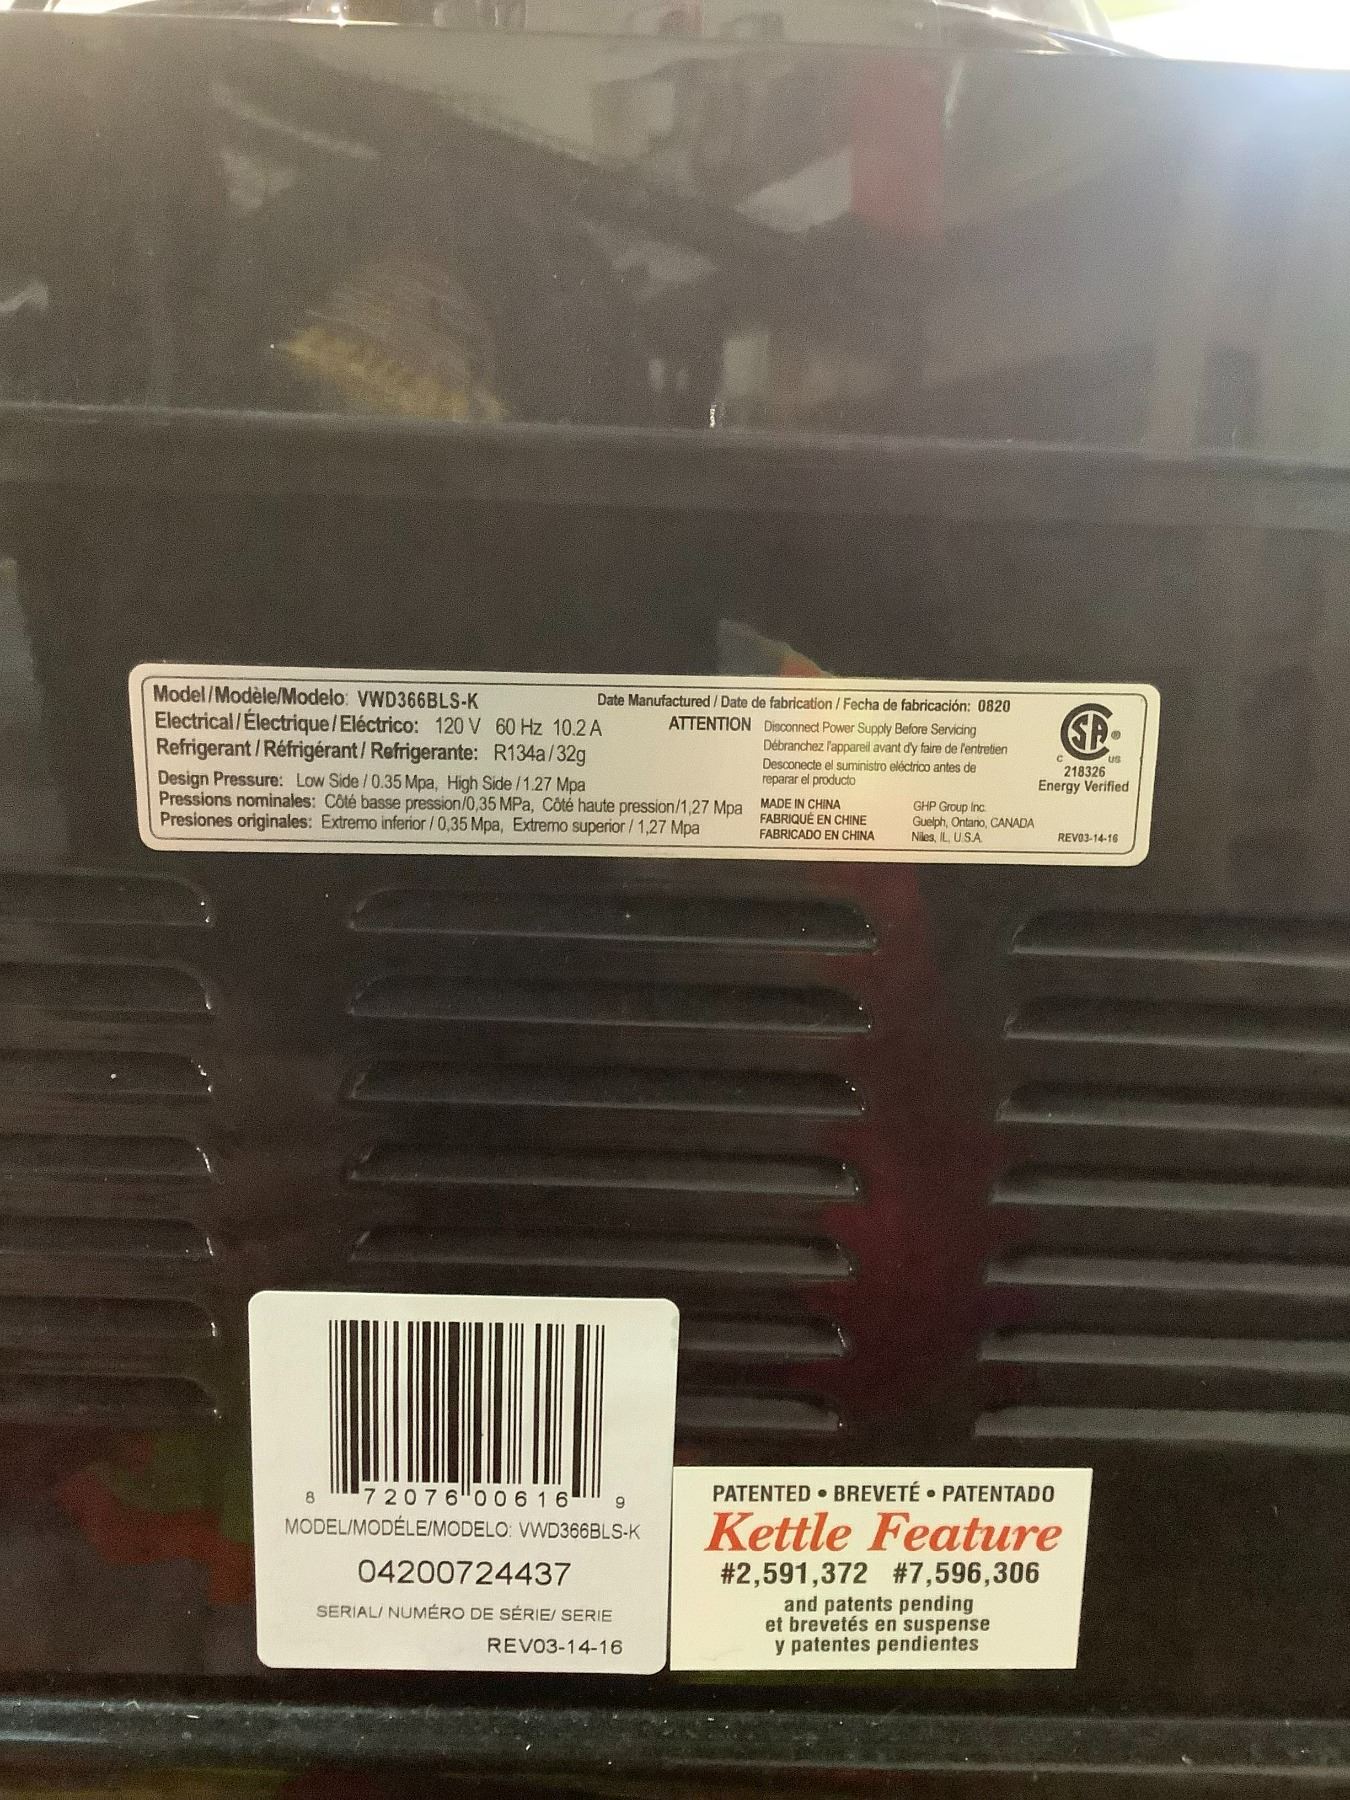 Model/Modèle/Modelo: VWD366BLS-K
Date Manufactured / Date de fabrication / Fecha de fabricación: 0820
Electrical/Électrique/Eléctrico: 120 V 60 Hz 10.2 A
Refrigerant/Réfrigérant/Refrigerante: R134a/32g
Design Pressure: Low Side/0.35 Mpa, High Side/1.27 Mpa
Pressions nominales: Côté basse pression/0,35 MPa, Côté haute pression/1,27 Mpa
Presiones originales: Extremo inferior / 0,35 Mpa, Extremo superior / 1,27 Mpa
ATTENTION Disconnect Power Supply Before Servicing
Débranchez l'appareil avant d'y faire de l'entretien
Desconecte el suministro eléctrico antes de
reparar el producto
MADE IN CHINA
FABRIQUÉ EN CHINE
FABRICADO EN CHINA
GHP Group Inc.
Guelph, Ontario, CANADA
Niles, IL, U.S.A.
SA ®
C US
218326
Energy Verified
REV03-14-16
8 72076 00616 9
MODEL/MODÉLE/MODELO: VWD366BLS-K
04200724437
SERIAL/ NUMÉRO DE SÉRIE/ SERIE
REV03-14-16
PATENTED • BREVETÉ • PATENTADO
Kettle Feature
#2,591,372 #7,596,306
and patents pending
et brevetés en suspense
y patentes pendientes